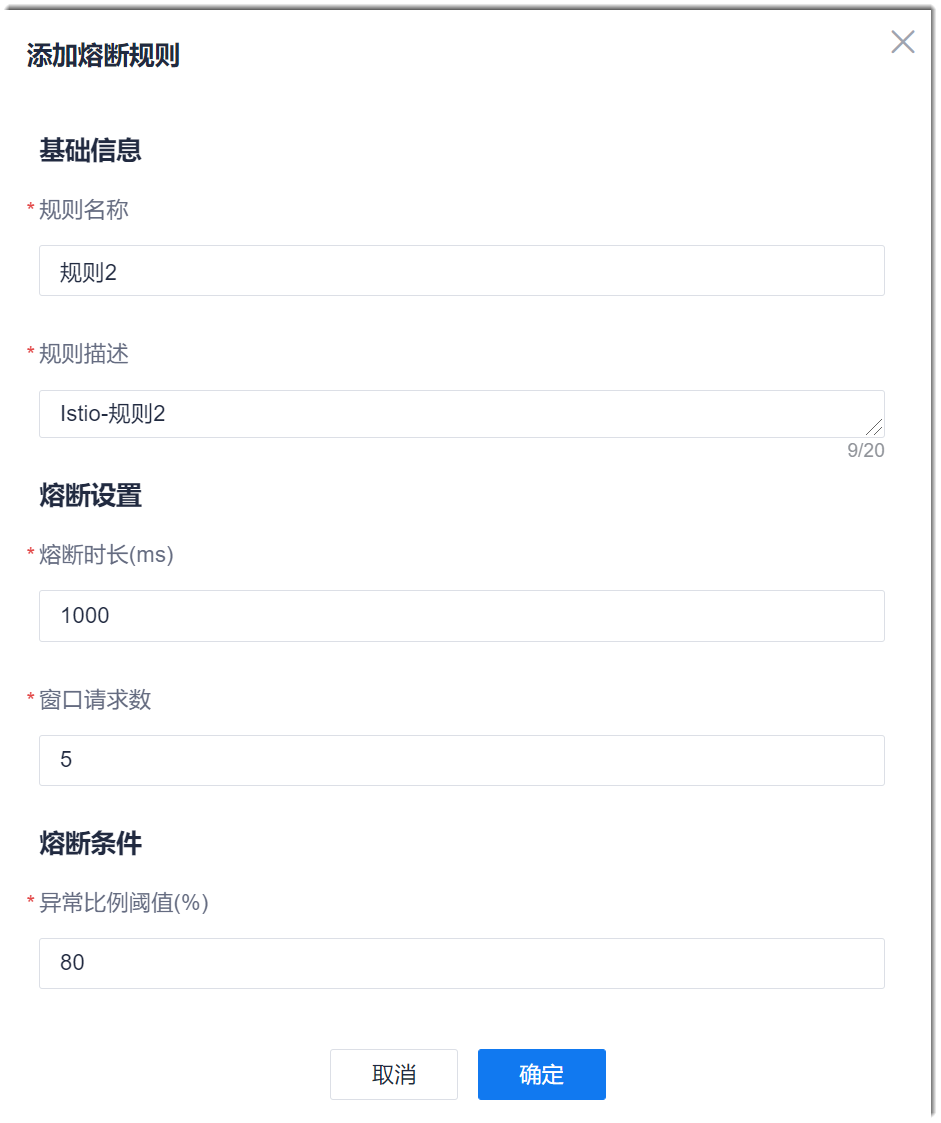 添加熔断规则
基础信息
* 规则名称
规则2
* 规则描述
Istio-规则2
9/20
熔断设置
* 熔断时长(ms)
1000
* 窗口请求数
5
熔断条件
* 异常比例阈值(%)
80
取消 确定